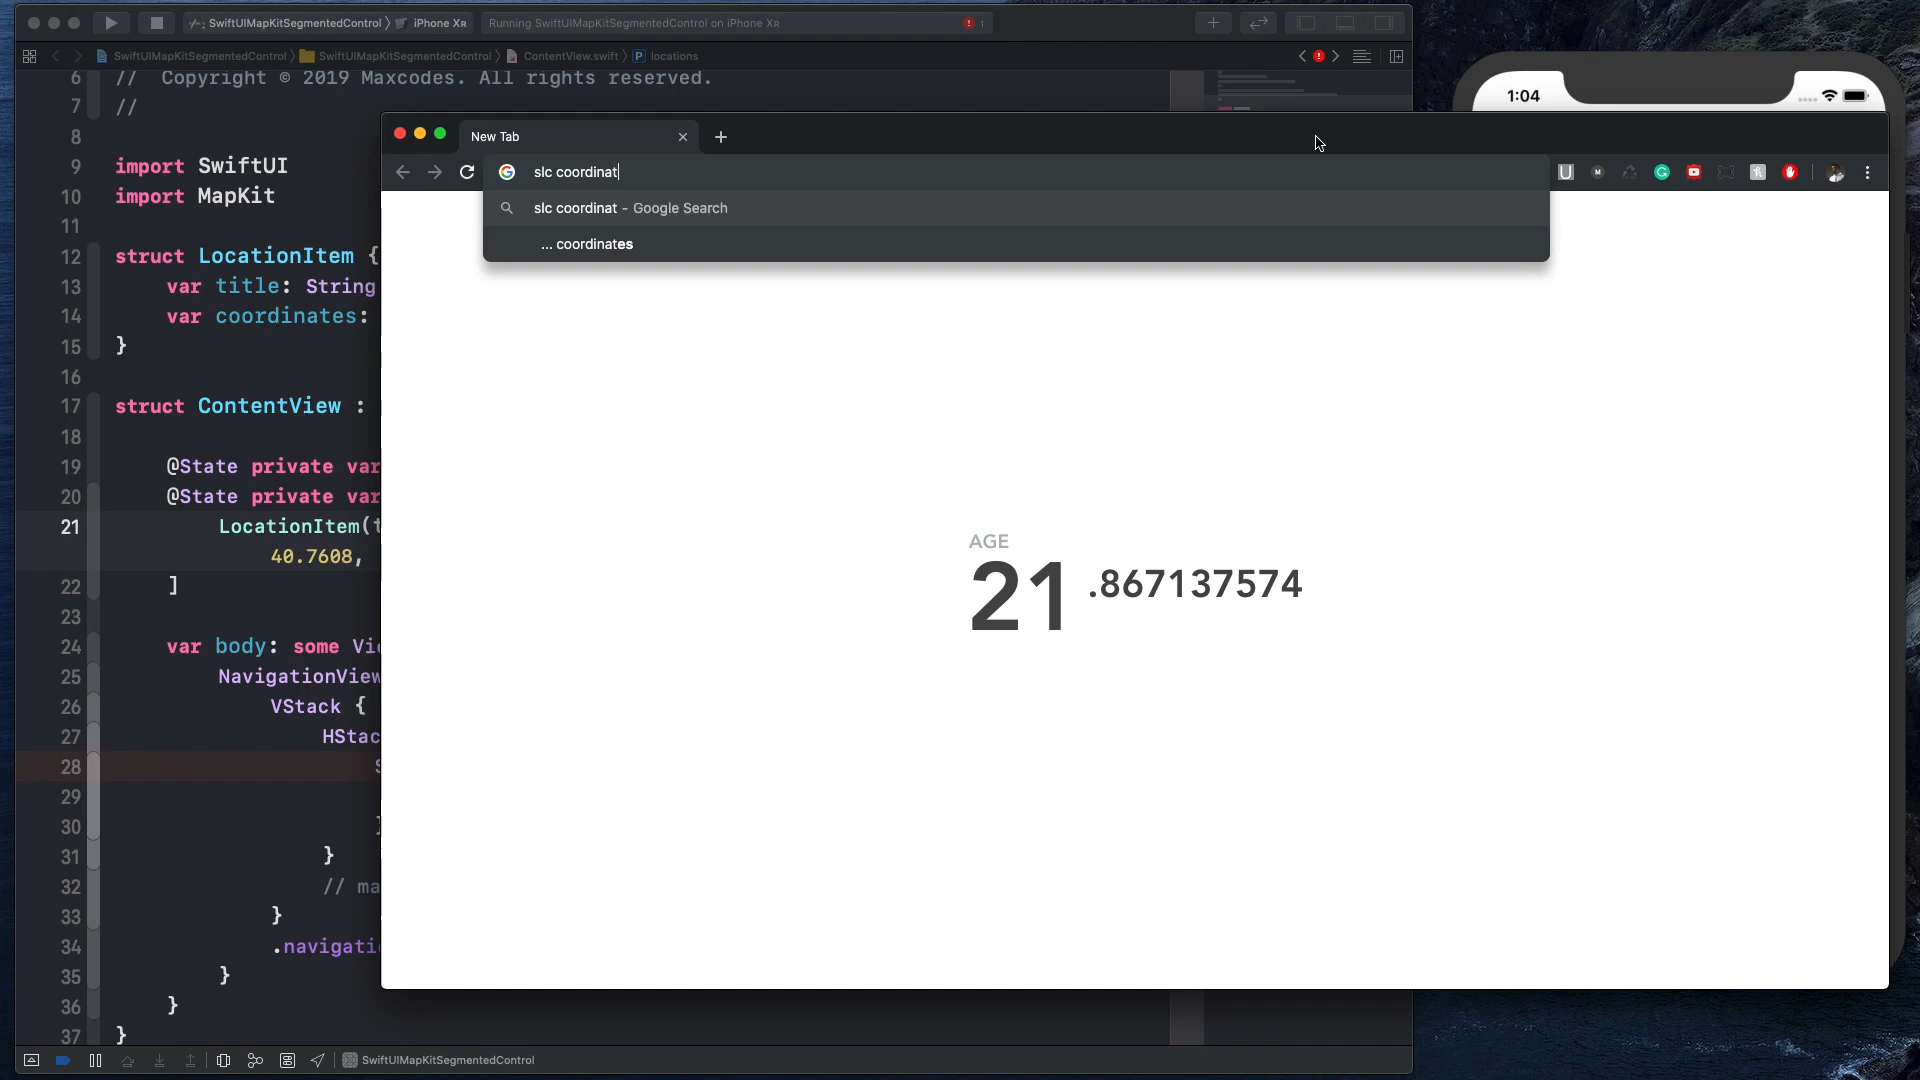 SwiftUIMapKitSegmentedControl 〉 iPhone Xʀ
Running SwiftUIMapKitSegmentedControl on iPhone Xʀ
1
SwiftUIMapKitSegmentedControl 〉 SwiftUIMapKitSegmentedControl 〉 ContentView.swift 〉 P locations
6 // Copyright © 2019 Maxcodes. All rights reserved.
7 //
8
9 import SwiftUI
10 import MapKit
11
12 struct LocationItem {
13 var title: String
14 var coordinates:
15 }
16
17 struct ContentView :
18
19 @State private var
20 @State private var
21 LocationItem(t
40.7608,
22 ]
23
24 var body: some Vi
25 NavigationView
26 VStack {
27 HStac
28
29
30
31 }
32 // ma
33 }
34 .navigati
35 }
36 }
37 }
SwiftUIMapKitSegmentedControl
1:04
New Tab
slc coordinat
slc coordinat - Google Search
... coordinates
AGE
21 .867137574